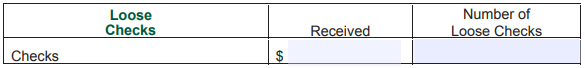 Loose
Checks
Received
Number of
Loose Checks
Checks
$